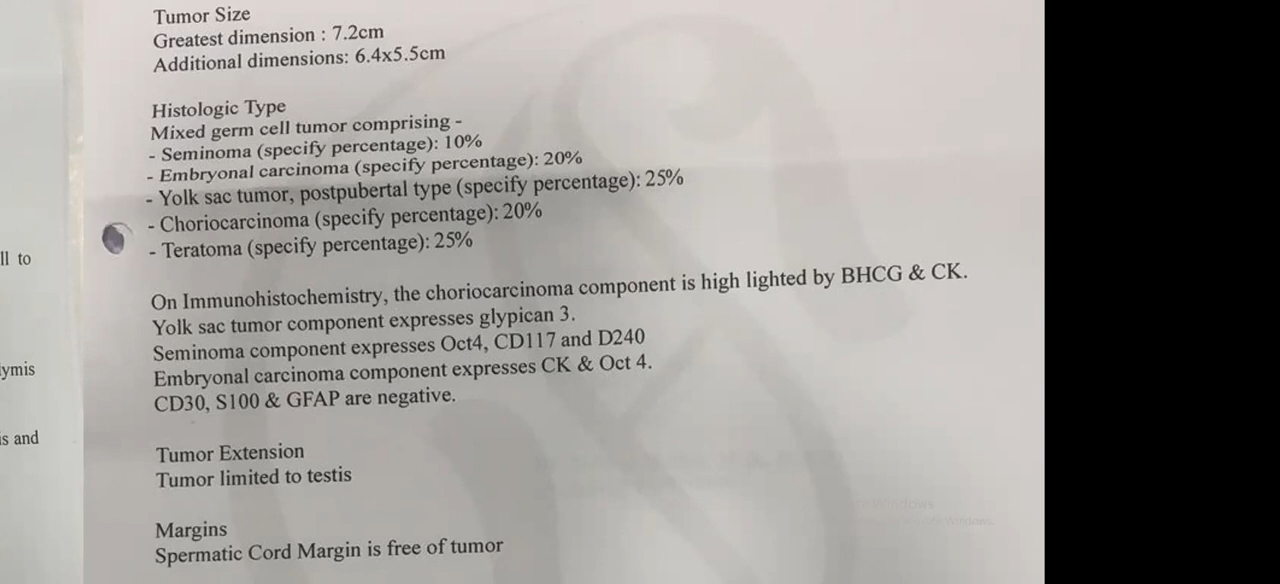 Tumor Size
Greatest dimension : 7.2cm
Additional dimensions: 6.4x5.5cm
Histologic Type
Mixed germ cell tumor comprising -
- Seminoma (specify percentage): 10%
- Embryonal carcinoma (specify percentage): 20%
- Yolk sac tumor, postpubertal type (specify percentage): 25%
- Choriocarcinoma (specify percentage): 20%
- Teratoma (specify percentage): 25%
ll to
On Immunohistochemistry, the choriocarcinoma component is high lighted by BHCG & CK.
Yolk sac tumor component expresses glypican 3.
Seminoma component expresses Oct4, CD117 and D240
ymis
Embryonal carcinoma component expresses CK & Oct 4.
CD30, S100 & GFAP are negative.
is and
Tumor Extension
Tumor limited to testis
Margins
Spermatic Cord Margin is free of tumor